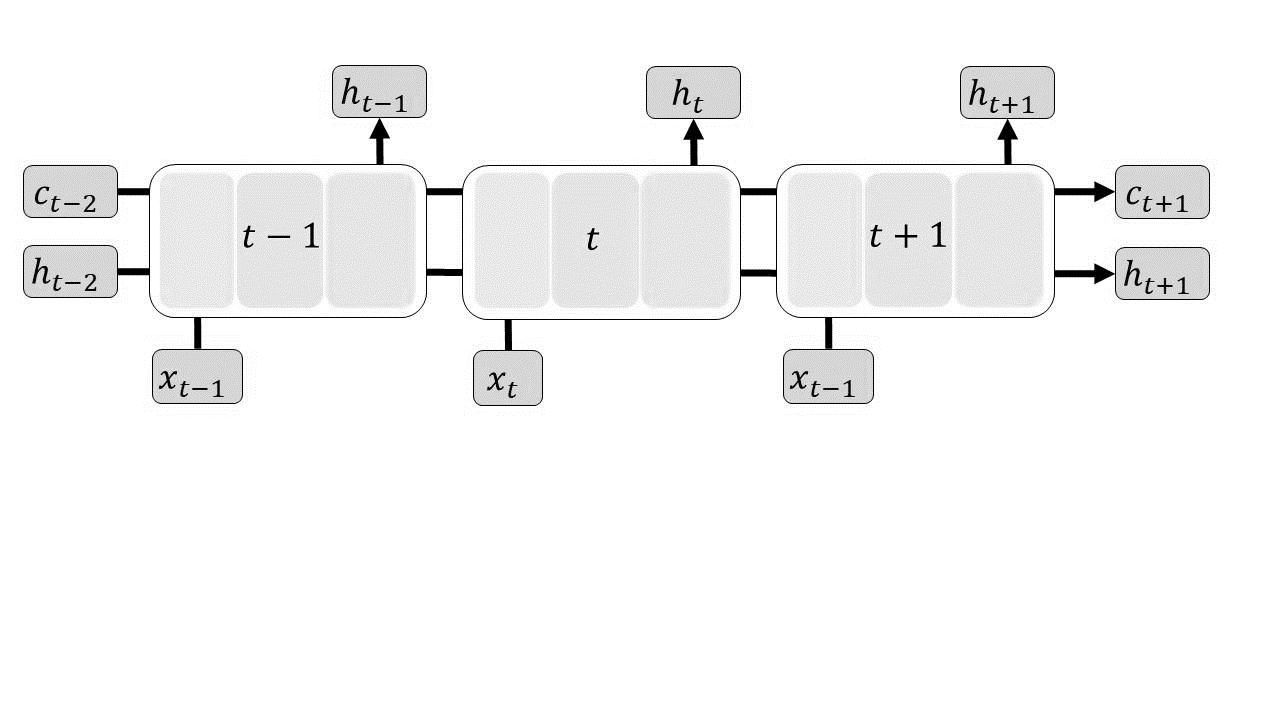 h_{t-1} h_t h_{t+1}
c_{t-2} c_{t+1}
t − 1 t t + 1
h_{t-2} h_{t+1}
x_{t-1} x_t x_{t-1}